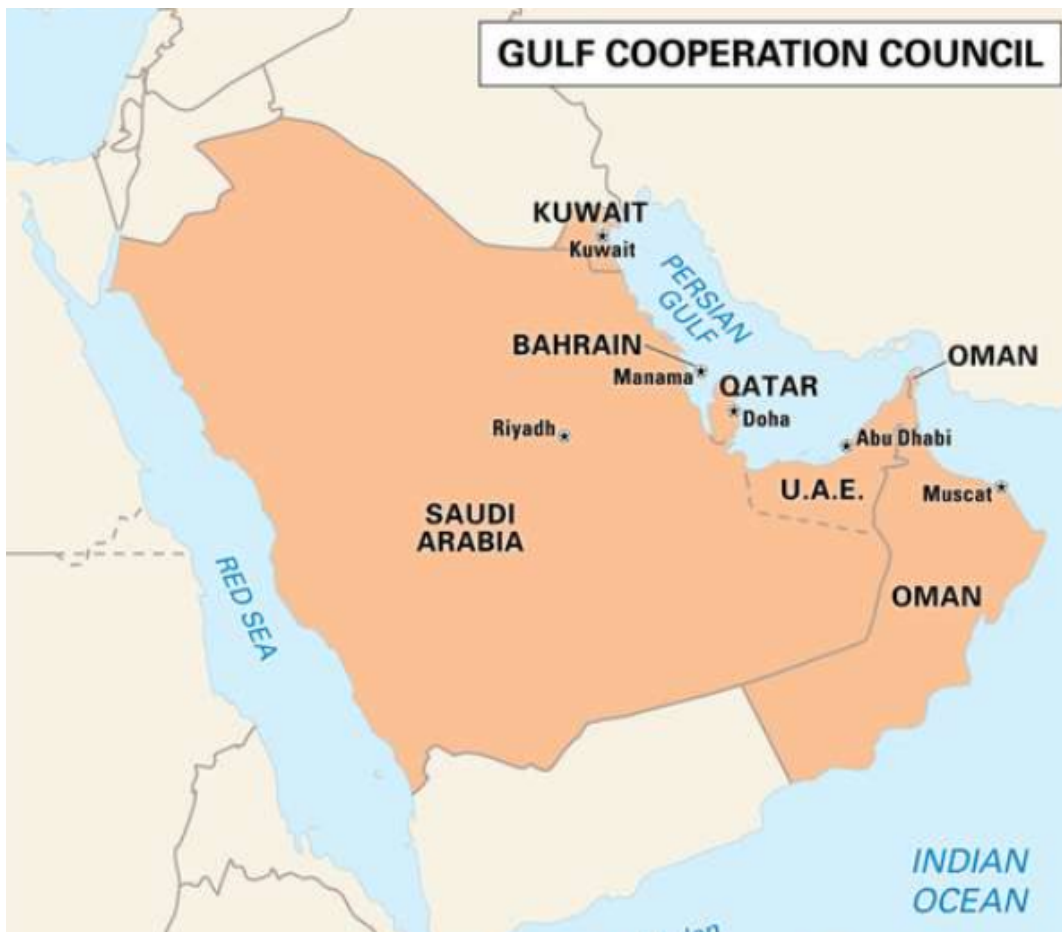 GULF COOPERATION COUNCIL
KUWAIT
Kuwait
PERSIAN
GULF
BAHRAIN
Manama
QATAR
Doha
OMAN
Riyadh
Abu Dhabi
U.A.E.
Muscat
SAUDI
ARABIA
OMAN
RED SEA
INDIAN
OCEAN